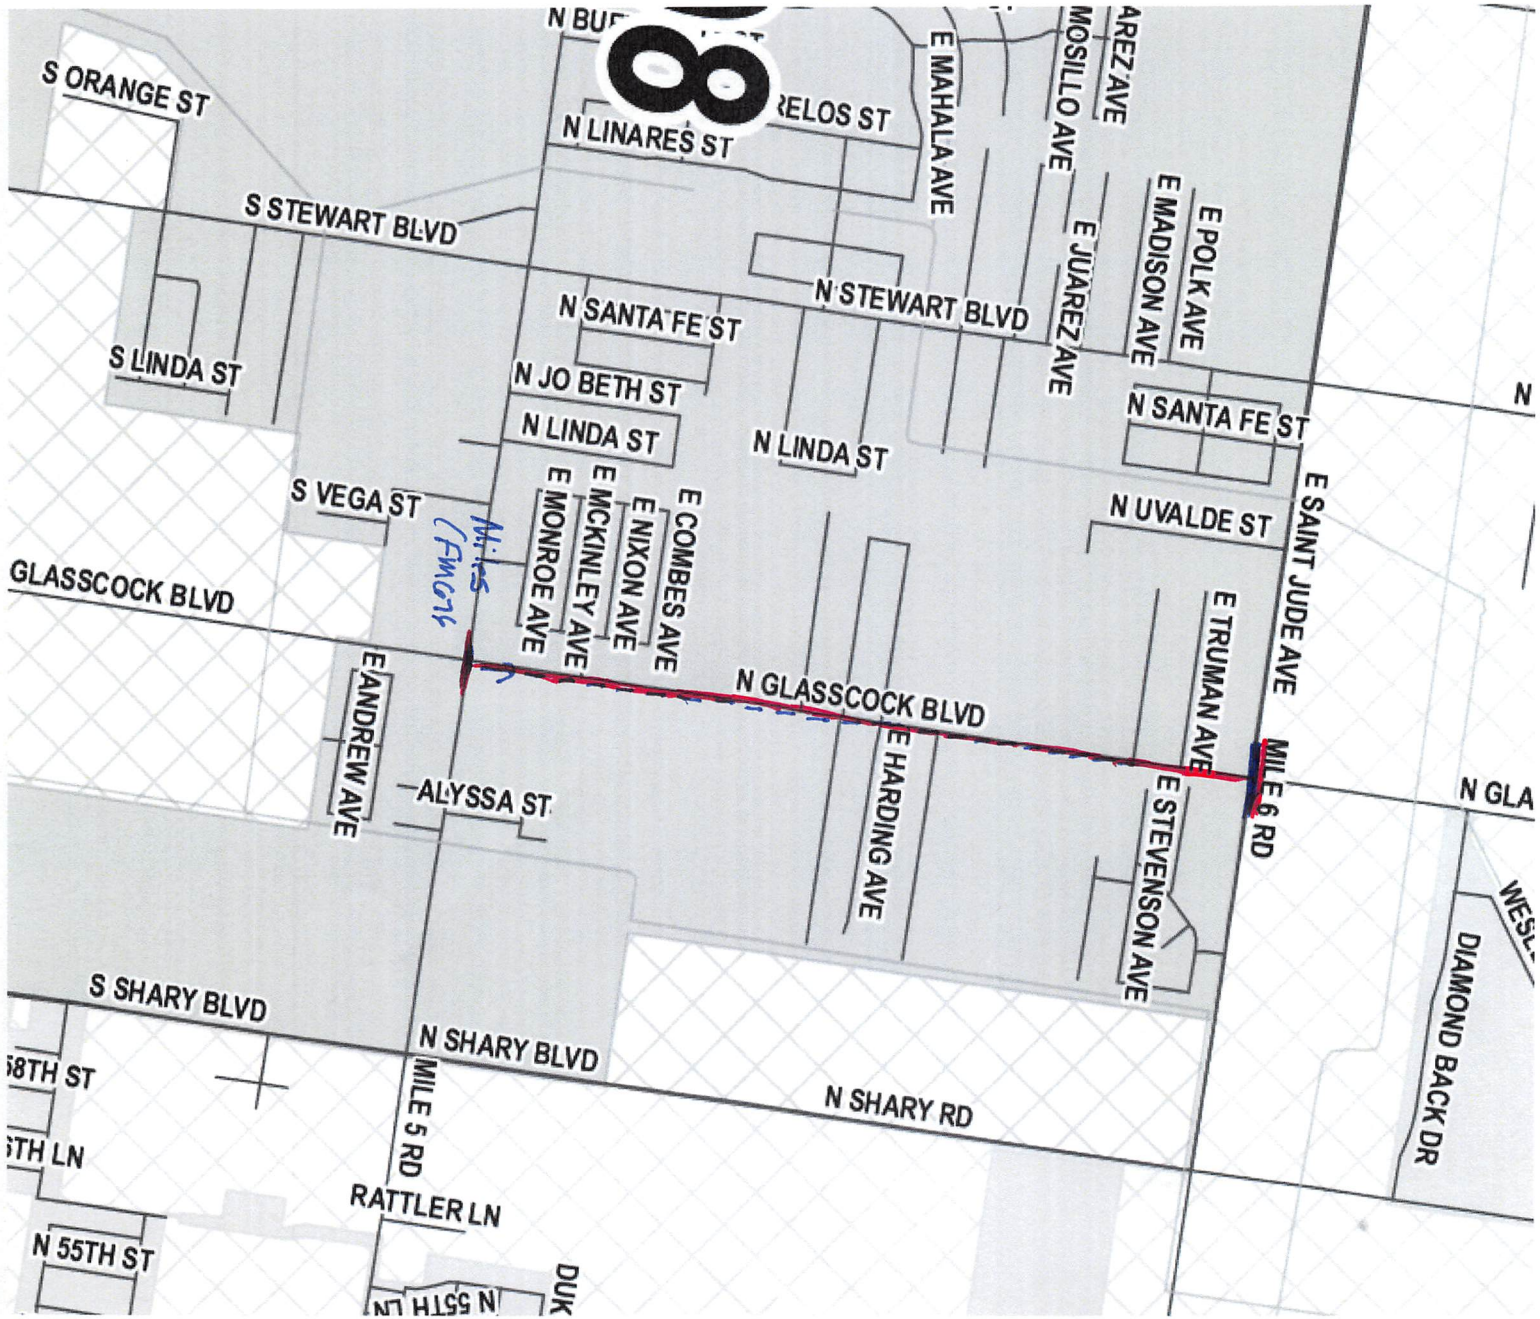 N BUE
8
AREZ AVE
MOSILLO AVE
E MAHALA AVE
S ORANGE ST
RELOS ST
N LINARES ST
S STEWART BLVD
E MADISON AVE
E POLK AVE
E JUAREZ AVE
N STEWART BLVD
N SANTA FE ST
S LINDA ST
N JO BETH ST
N
N SANTA FE ST
N LINDA ST
N LINDA ST
E SAINT JUDE AVE
S VEGA ST
E MONROE AVE
E MCKINLEY AVE
E NIXON AVE
E COMBES AVE
N UVALDE ST
GLASSCOCK BLVD
E TRUMAN AVE
E ANDREW AVE
N GLASSCOCK BLVD
MILE 6 RD
E HARDING AVE
E STEVENSON AVE
ALYSSA ST
N GLA
DIAMOND BACK DR
S SHARY BLVD
N SHARY BLVD
58TH ST
MILE 5 RD
N SHARY RD
RATTLER LN
N 55TH ST
DUK
N 55TH LN